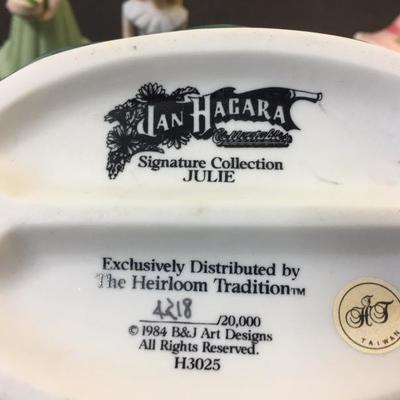 JAN HAGARA
Collectables
Signature Collection
JULIE
Exclusively Distributed by
The Heirloom Tradition™
4218/20,000
© 1984 B&J Art Designs
All Rights Reserved.
H3025
HT
TAIWAN